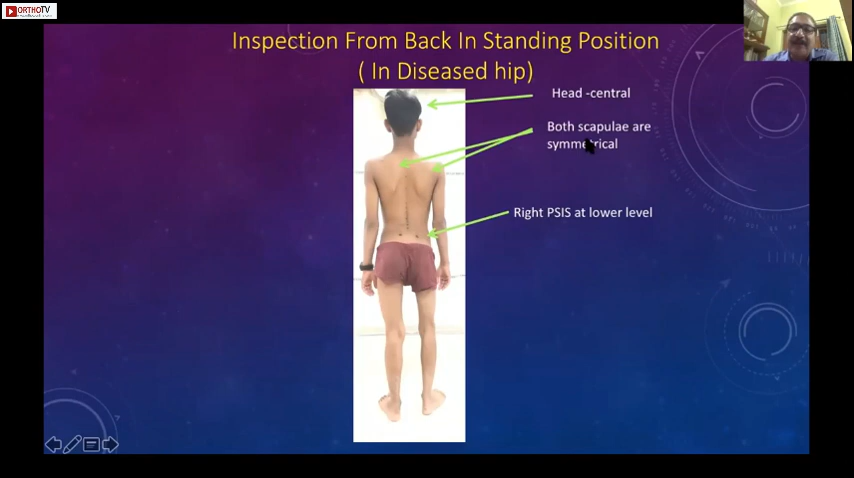 ORTHOTV
Inspection From Back In Standing Position
( In Diseased hip)
Head -central
Both scapulae are
symmetrical
Right PSIS at lower level